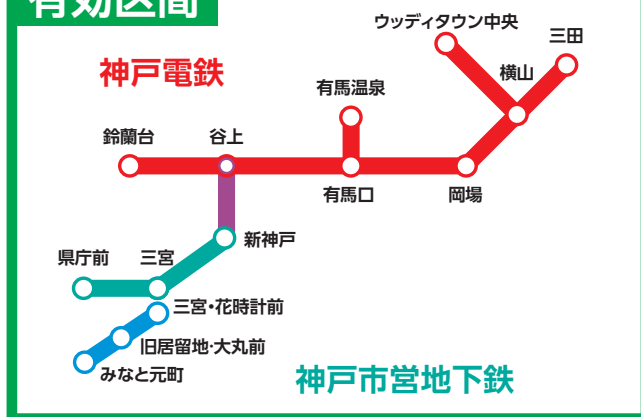 有効区間
ウッディタウン中央
三田
神戸電鉄
横山
有馬温泉
鈴蘭台
谷上
有馬口
岡場
新神戸
県庁前
三宮
三宮・花時計前
旧居留地・大丸前
みなと元町
神戸市営地下鉄